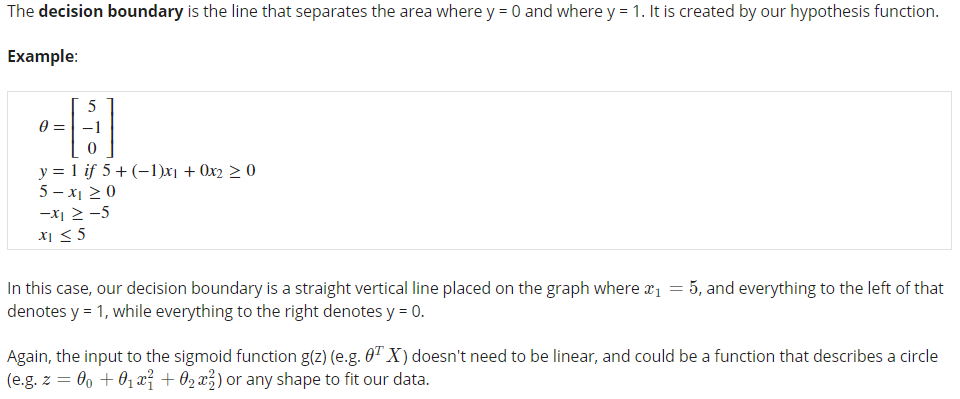 The decision boundary is the line that separates the area where y = 0 and where y = 1. It is created by our hypothesis function.
Example:
θ = [ 5
−1
0 ]
y = 1 if 5 + (−1)x₁ + 0x₂ ≥ 0
5 − x₁ ≥ 0
−x₁ ≥ −5
x₁ ≤ 5
In this case, our decision boundary is a straight vertical line placed on the graph where x₁ = 5, and everything to the left of that
denotes y = 1, while everything to the right denotes y = 0.
Again, the input to the sigmoid function g(z) (e.g. θᵀ X) doesn't need to be linear, and could be a function that describes a circle
(e.g. z = θ₀ + θ₁x₁² + θ₂x₂²) or any shape to fit our data.